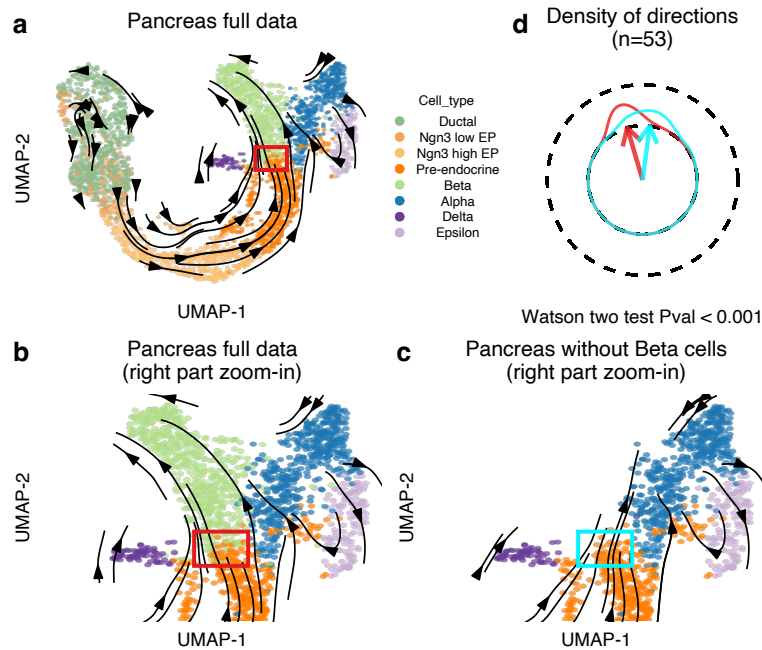 a
Pancreas full data
UMAP-2
UMAP-1
Cell_type
Ductal
Ngn3 low EP
Ngn3 high EP
Pre-endocrine
Beta
Alpha
Delta
Epsilon
d
Density of directions
(n=53)
Watson two test Pval < 0.001
b
Pancreas full data
(right part zoom-in)
UMAP-2
UMAP-1
c
Pancreas without Beta cells
(right part zoom-in)
UMAP-2
UMAP-1